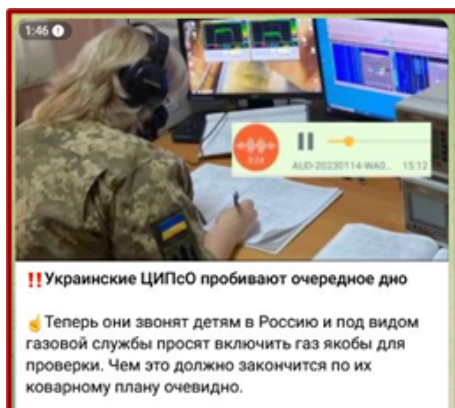 1:46
0:24
AUD-20230114-WA0... 15:12
‼️Украинские ЦИПсО пробивают очередное дно
☝️Теперь они звонят детям в Россию и под видом
газовой службы просят включить газ якобы для
проверки. Чем это должно закончится по их
коварному плану очевидно.